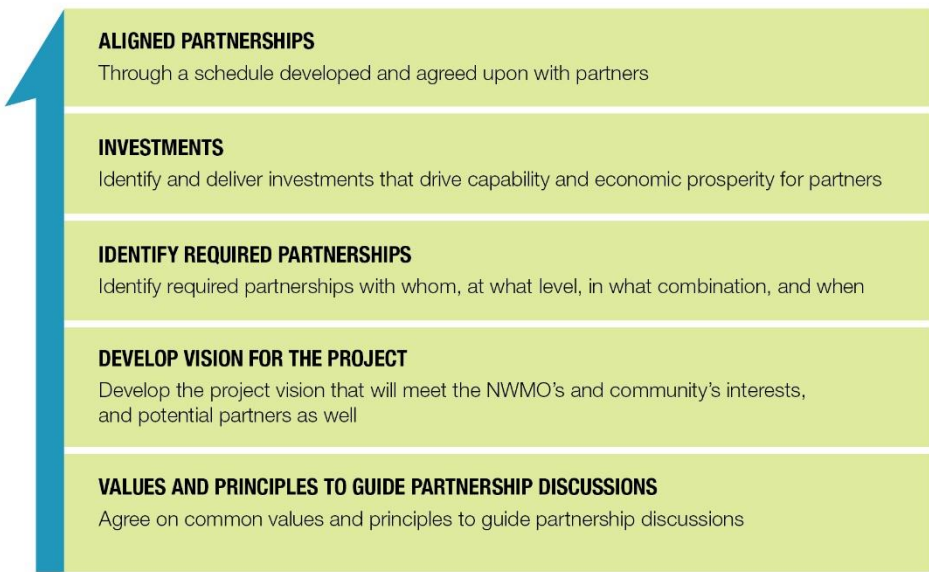 ALIGNED PARTNERSHIPS
Through a schedule developed and agreed upon with partners
INVESTMENTS
Identify and deliver investments that drive capability and economic prosperity for partners
IDENTIFY REQUIRED PARTNERSHIPS
Identify required partnerships with whom, at what level, in what combination, and when
DEVELOP VISION FOR THE PROJECT
Develop the project vision that will meet the NWMO's and community's interests,
and potential partners as well
VALUES AND PRINCIPLES TO GUIDE PARTNERSHIP DISCUSSIONS
Agree on common values and principles to guide partnership discussions